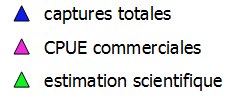 captures totales
CPUE commerciales
estimation scientifique